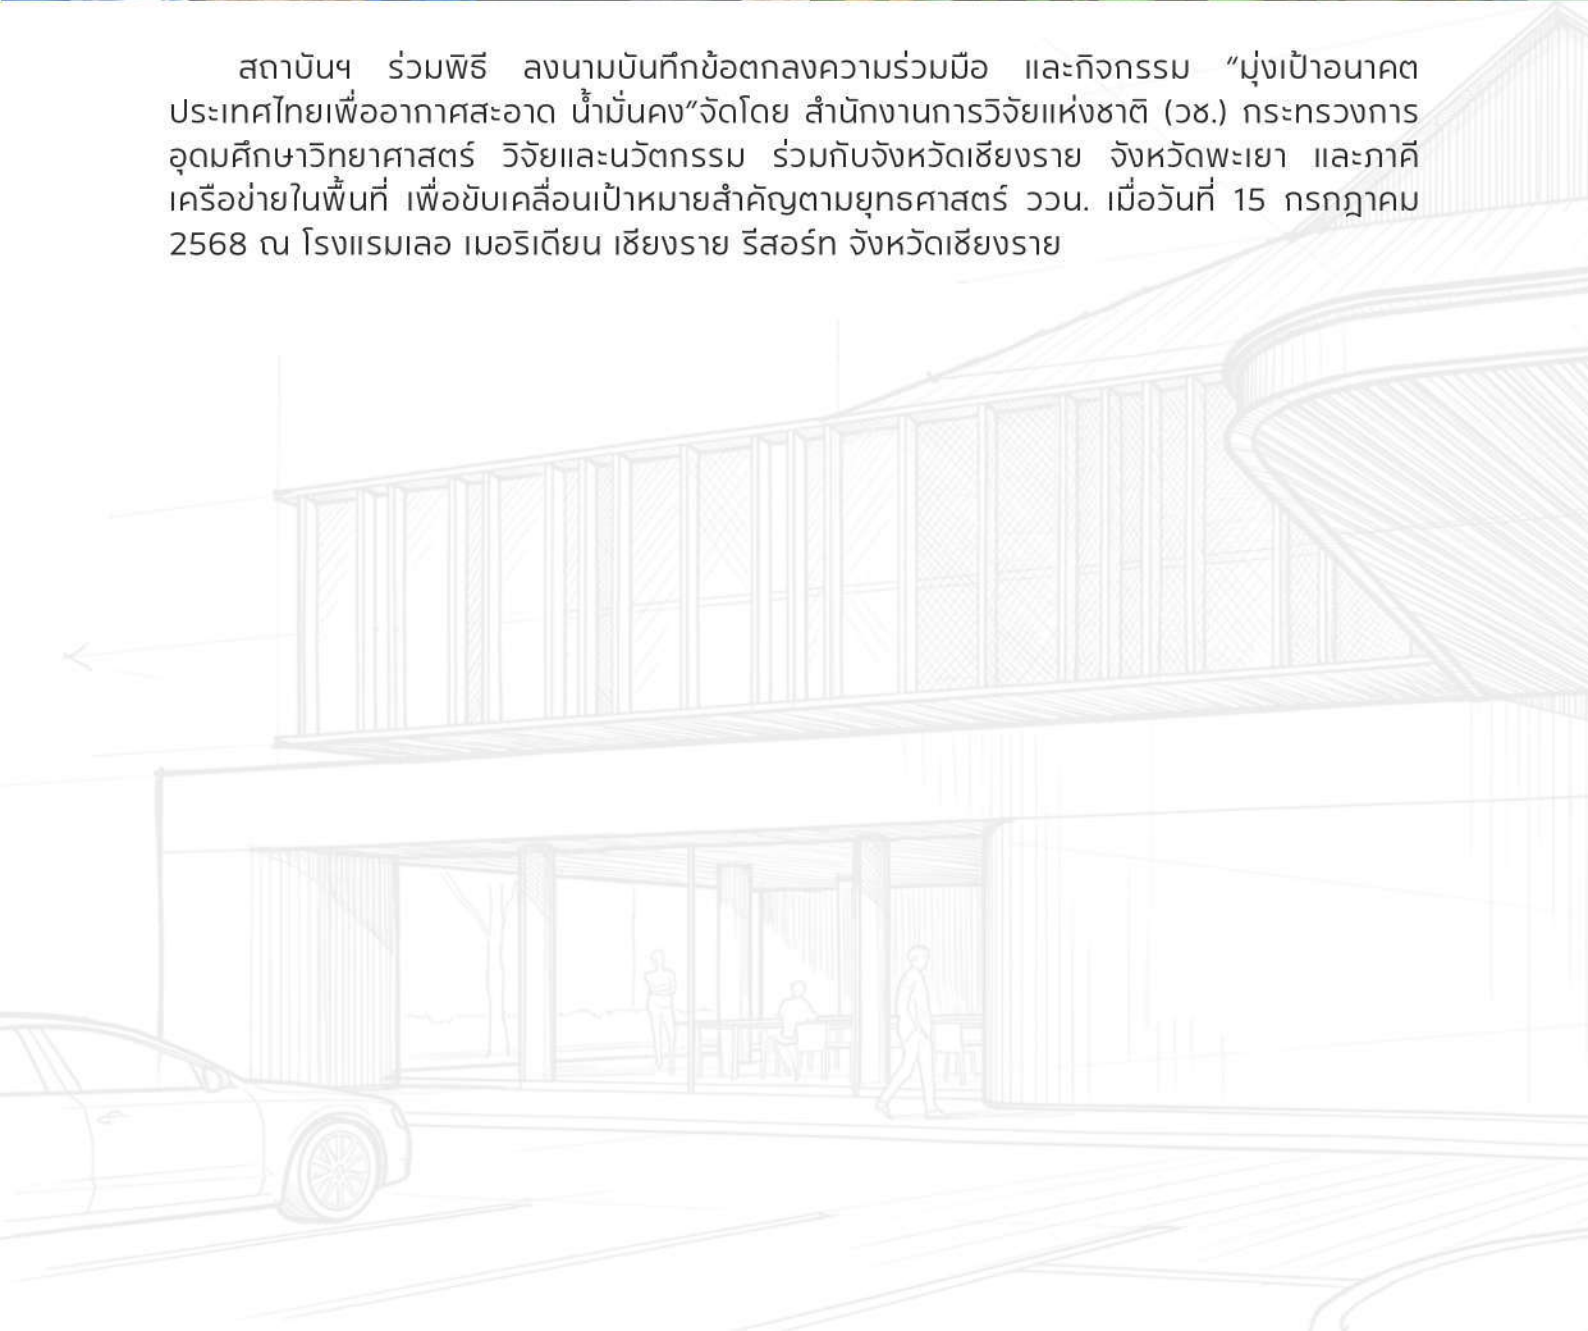 สถาบันฯ ร่วมพิธี ลงนามบันทึกข้อตกลงความร่วมมือ และกิจกรรม “มุ่งเป้าอนาคต
ประเทศไทยเพื่ออากาศสะอาด น้ำมั่นคง”จัดโดย สำนักงานการวิจัยแห่งชาติ (วช.) กระทรวงการ
อุดมศึกษาวิทยาศาสตร์ วิจัยและนวัตกรรม ร่วมกับจังหวัดเชียงราย จังหวัดพะเยา และภาคี
เครือข่ายในพื้นที่ เพื่อขับเคลื่อนเป้าหมายสำคัญตามยุทธศาสตร์ ววน. เมื่อวันที่ 15 กรกฎาคม
2568 ณ โรงแรมเลอ เมอริเดียน เชียงราย รีสอร์ท จังหวัดเชียงราย